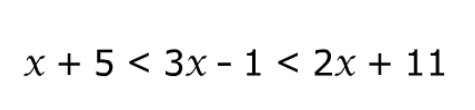 x + 5 < 3x - 1 < 2x + 11